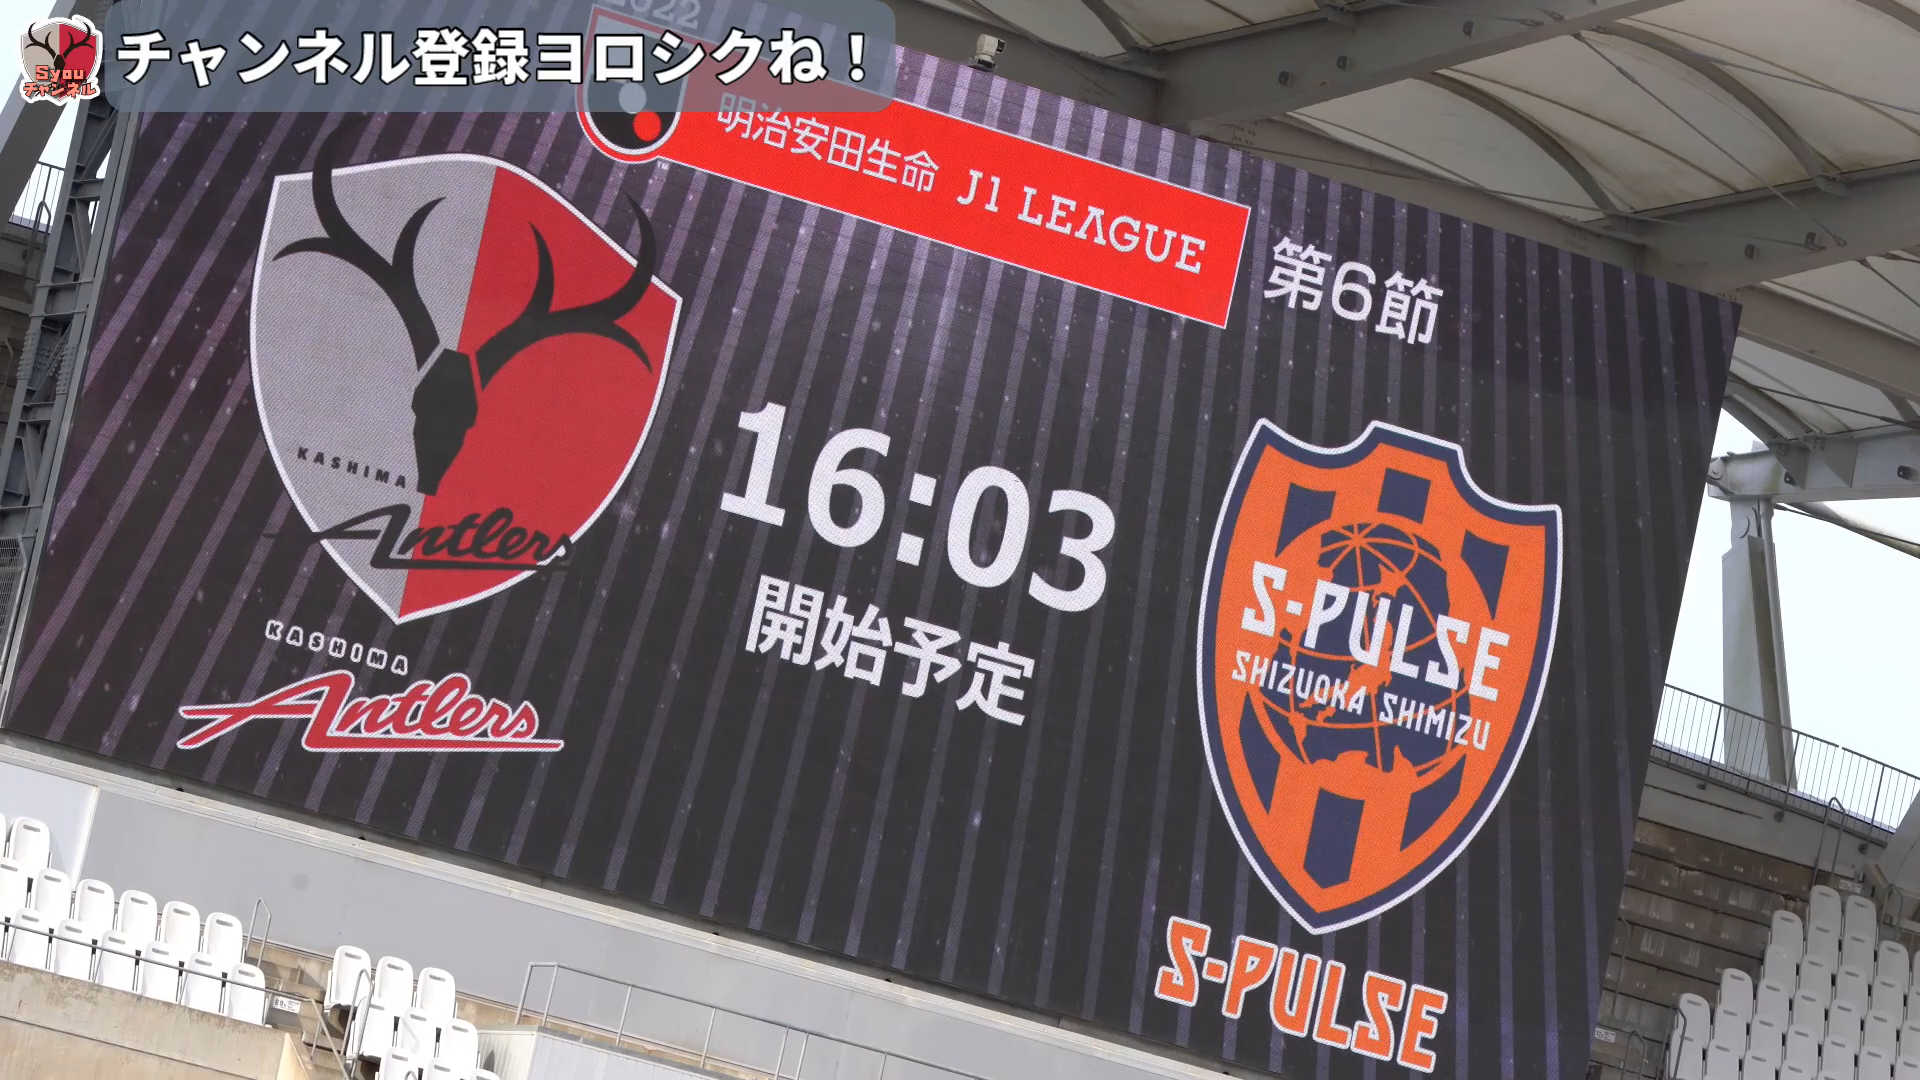 Syou
チャンネル
チャンネル登録ヨロシクね！
2022
明治安田生命 J1 LEAGUE
第6節
KASHIMA
Antlers
16:03
開始予定
S-PULSE
SHIZUOKA SHIMIZU
KASHIMA
Antlers
S-PULSE